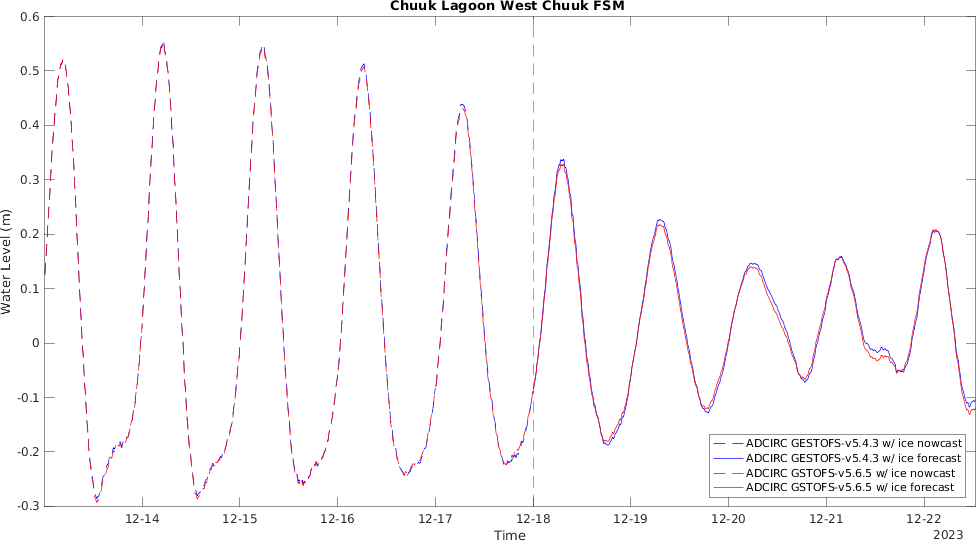 Chuuk Lagoon West Chuuk FSM
0.6
0.5
0.4
0.3
0.2
0.1
0
-0.1
-0.2
-0.3
Water Level (m)
ADCIRC GESTOFS-v5.4.3 w/ ice nowcast
ADCIRC GESTOFS-v5.4.3 w/ ice forecast
ADCIRC GSTOFS-v5.6.5 w/ ice nowcast
ADCIRC GSTOFS-v5.6.5 w/ ice forecast
12-14 12-15 12-16 12-17 12-18 12-19 12-20 12-21 12-22
Time
2023